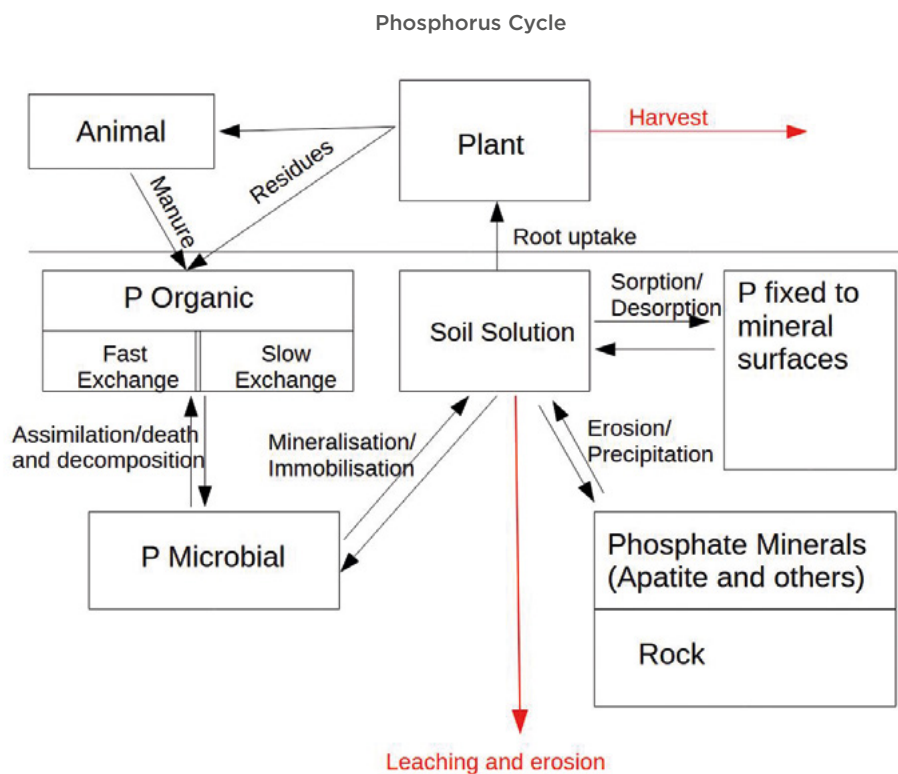 Phosphorus Cycle
Animal
Plant
Harvest
Manure
Residues
Root uptake
P Organic
Fast
Exchange
Slow
Exchange
Soil Solution
Sorption/
Desorption
P fixed to
mineral
surfaces
Assimilation/death
and decomposition
Mineralisation/
Immobilisation
Erosion/
Precipitation
P Microbial
Phosphate Minerals
(Apatite and others)
Rock
Leaching and erosion